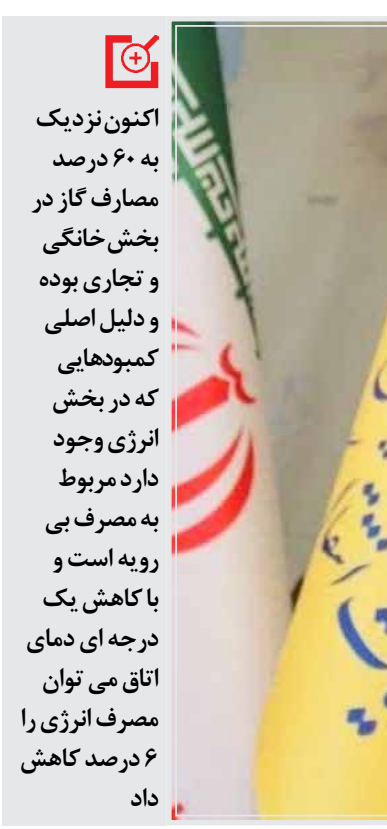 اکنون نزدیک
به ۶۰ درصد
مصارف گاز در
بخش خانگی
و تجاری بوده
و دلیل اصلی
کمبودهایی
که در بخش
انرژی وجود
دارد مربوط
به مصرف بی
رویه است و
با کاهش یک
درجه ای دمای
اتاق می توان
مصرف انرژی را
۶ درصد کاهش
داد